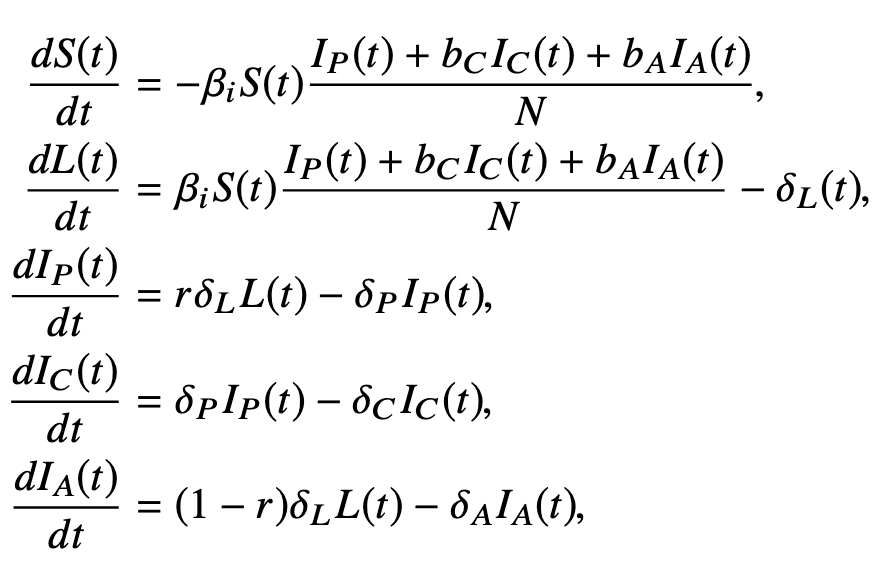 dS(t)/dt = −β_i S(t) (I_P(t) + b_C I_C(t) + b_A I_A(t))/N,
dL(t)/dt = β_i S(t) (I_P(t) + b_C I_C(t) + b_A I_A(t))/N − δ_L(t),
dI_P(t)/dt = rδ_L L(t) − δ_P I_P(t),
dI_C(t)/dt = δ_P I_P(t) − δ_C I_C(t),
dI_A(t)/dt = (1 − r)δ_L L(t) − δ_A I_A(t),